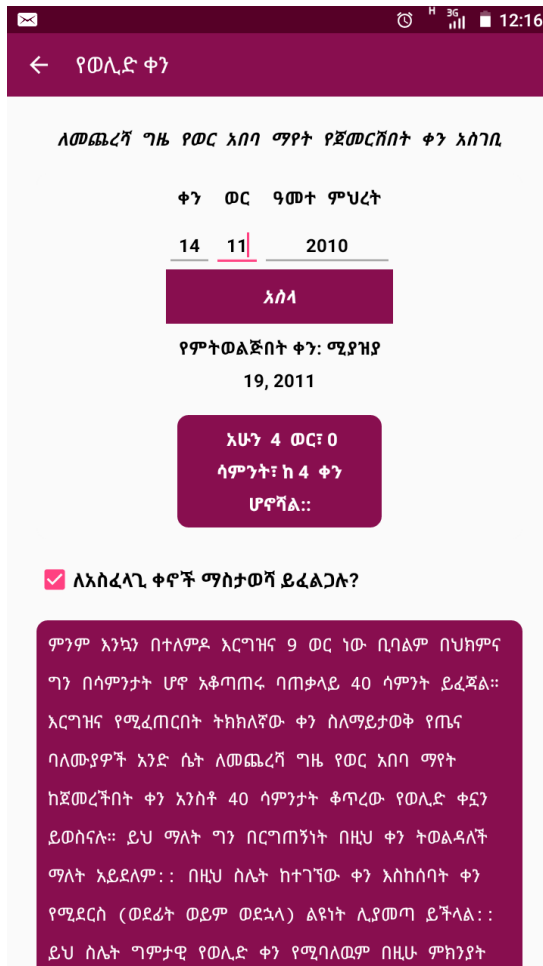 H 3G 12:16
የወሊድ ቀን
ለመጨረሻ ግዜ የወር አበባ ማየት የጀመርሽበት ቀን አስገቢ
ቀን ወር ዓመተ ምህረት
14 11 2010
አስላ
የምትወልጅበት ቀን: ሚያዝያ
19, 2011
አሁን 4 ወር፣ 0
ሳምንት፣ ከ 4 ቀን
ሆኖሻል::
ለአስፈላጊ ቀኖች ማስታወሻ ይፈልጋሉ?
ምንም እንኳን በተለምዶ እርግዝና 9 ወር ነው ቢባልም በህክምና
ግን በሳምንታት ሆኖ አቆጣጠሩ ባጠቃላይ 40 ሳምንት ይፈጃል።
እርግዝና የሚፈጠርበት ትክክለኛው ቀን ስለማይታወቅ የጤና
ባለሙያዎች አንድ ሴት ለመጨረሻ ግዜ የወር አበባ ማየት
ከጀመረችበት ቀን አንስቶ 40 ሳምንታት ቆጥረው የወሊድ ቀኗን
ይወስናሉ። ይህ ማለት ግን በርግጠኝነት በዚህ ቀን ትወልዳለች
ማለት አይደለም:: በዚህ ስሌት ከተገኘው ቀን እስከሰባት ቀን
የሚደርስ (ወደፊት ወይም ወደኋላ) ልዩነት ሊያመጣ ይችላል::
ይህ ስሌት ግምታዊ የወሊድ ቀን የሚባለዉም በዚሁ ምክንያት